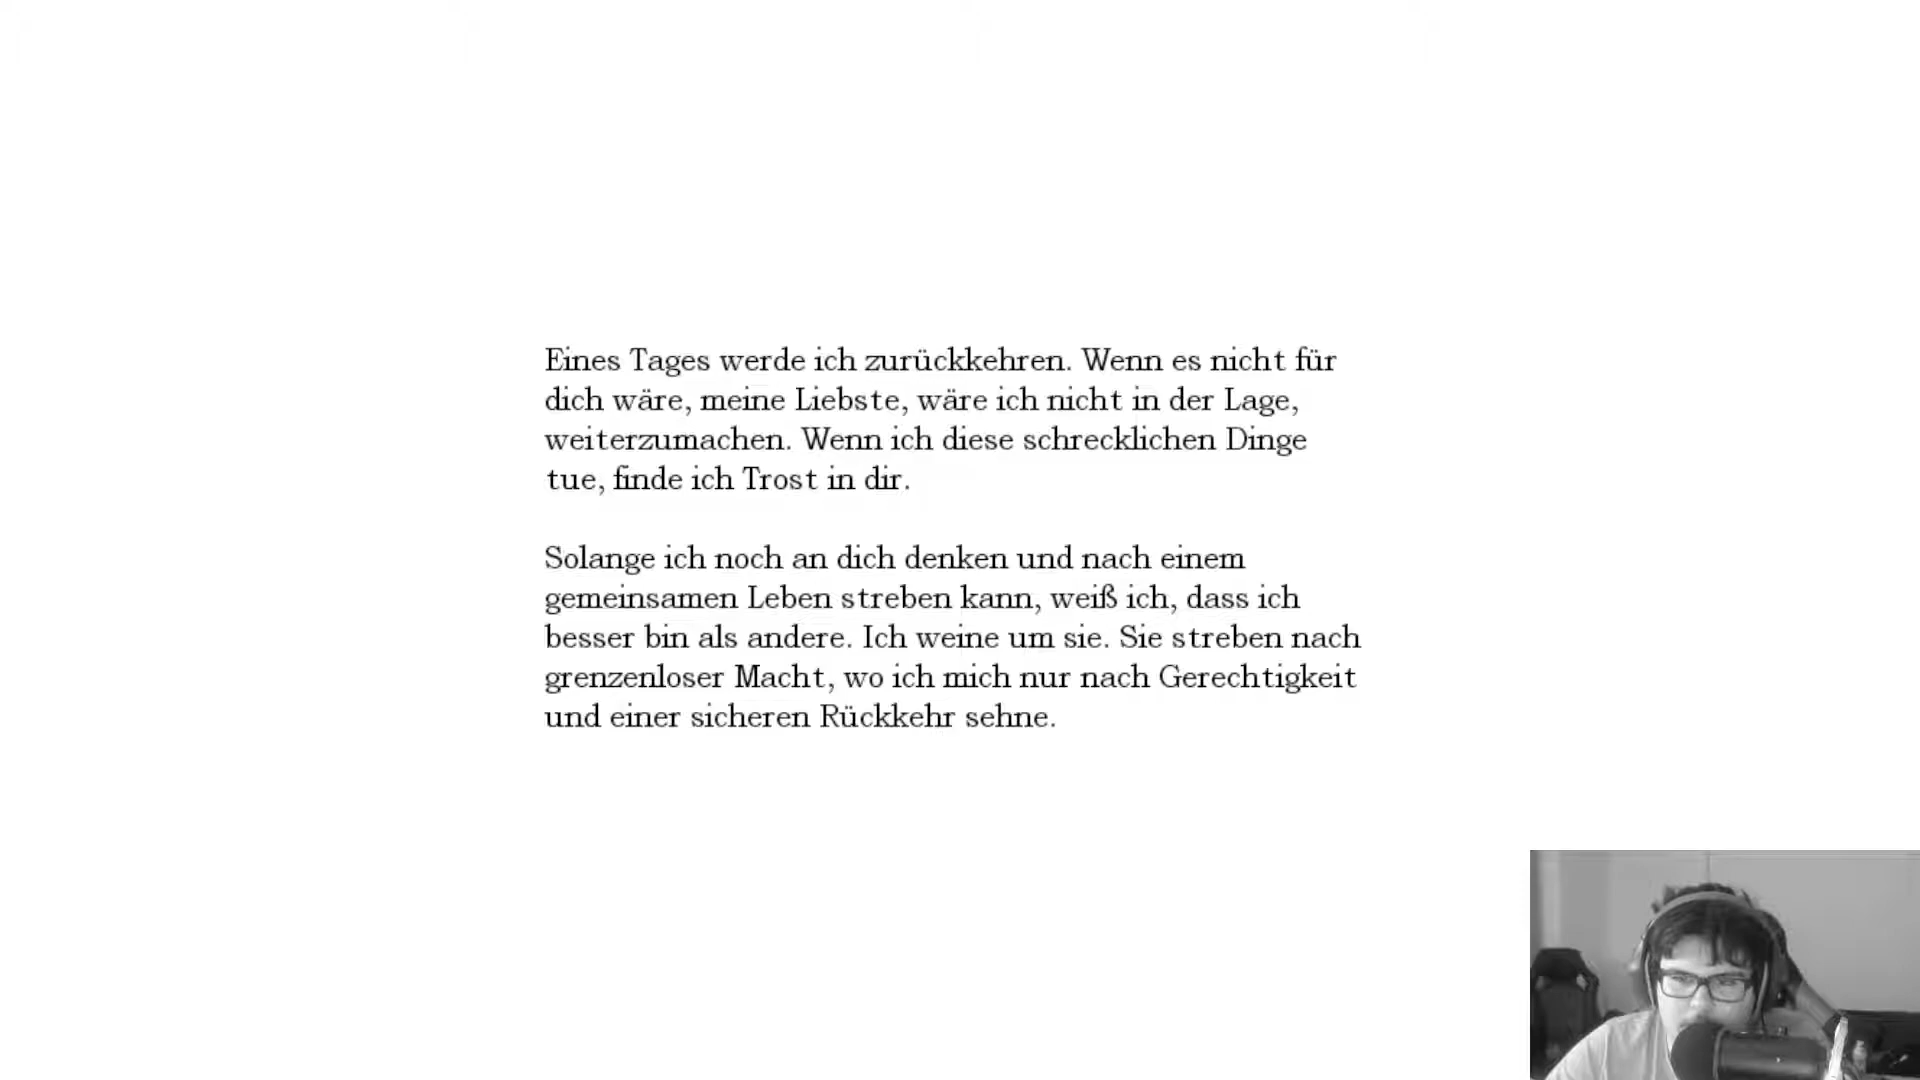 Eines Tages werde ich zurückkehren. Wenn es nicht für
dich wäre, meine Liebste, wäre ich nicht in der Lage,
weiterzumachen. Wenn ich diese schrecklichen Dinge
tue, finde ich Trost in dir.
Solange ich noch an dich denken und nach einem
gemeinsamen Leben streben kann, weiß ich, dass ich
besser bin als andere. Ich weine um sie. Sie streben nach
grenzenloser Macht, wo ich mich nur nach Gerechtigkeit
und einer sicheren Rückkehr sehne.